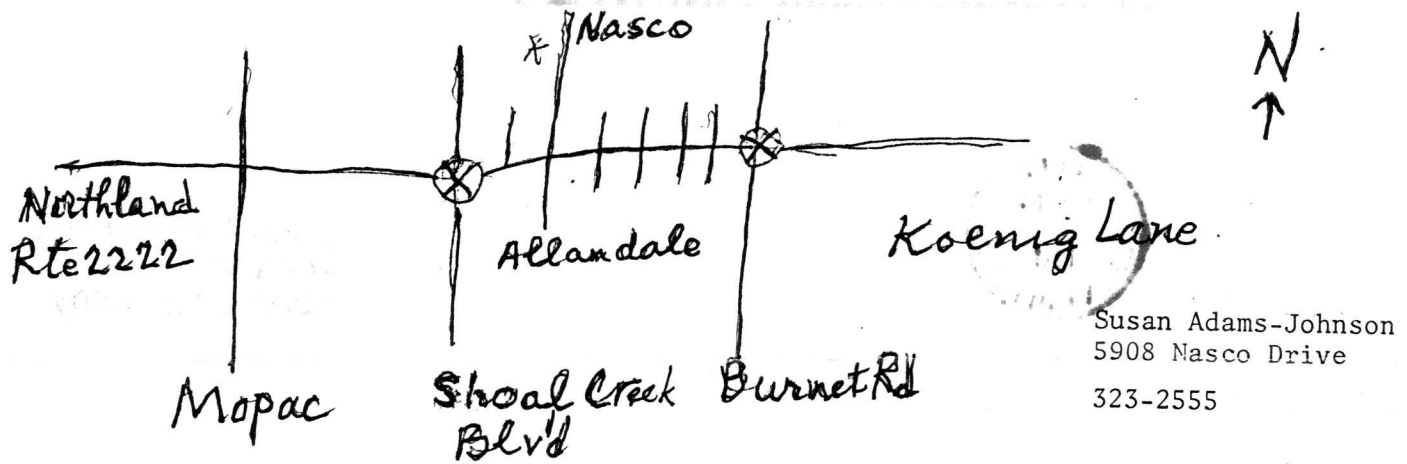 Nasco
N
Northland
Rte 2222
Allandale
Koenig Lane
Mopac
Shoal Creek
Blv'd
Burnet Rd
Susan Adams-Johnson
5908 Nasco Drive
323-2555